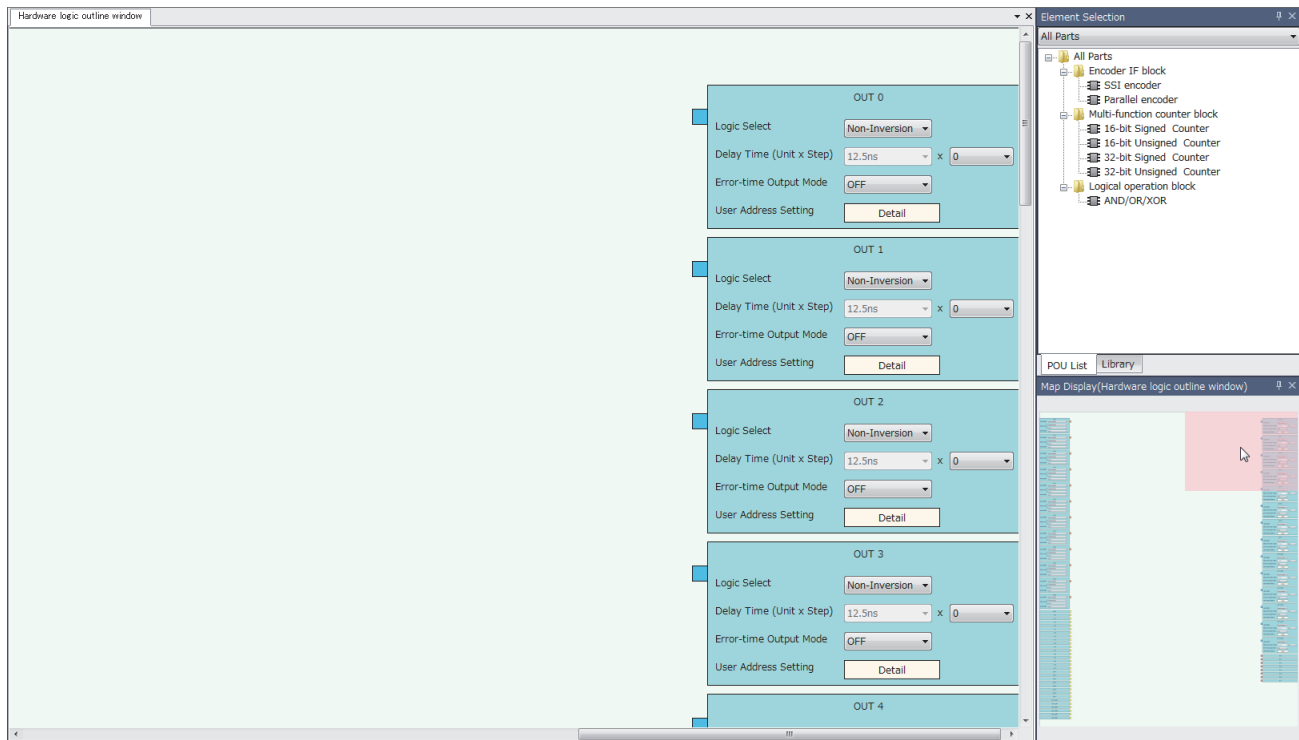 Hardware logic outline window
OUT 0
Logic Select Non-Inversion
Delay Time (Unit x Step) 12.5ns x 0
Error-time Output Mode OFF
User Address Setting Detail
OUT 1
Logic Select Non-Inversion
Delay Time (Unit x Step) 12.5ns x 0
Error-time Output Mode OFF
User Address Setting Detail
OUT 2
Logic Select Non-Inversion
Delay Time (Unit x Step) 12.5ns x 0
Error-time Output Mode OFF
User Address Setting Detail
OUT 3
Logic Select Non-Inversion
Delay Time (Unit x Step) 12.5ns x 0
Error-time Output Mode OFF
User Address Setting Detail
OUT 4
Element Selection
All Parts
All Parts
Encoder IF block
SSI encoder
Parallel encoder
Multi-function counter block
16-bit Signed Counter
16-bit Unsigned Counter
32-bit Signed Counter
32-bit Unsigned Counter
Logical operation block
AND/OR/XOR
POU List Library
Map Display(Hardware logic outline window)